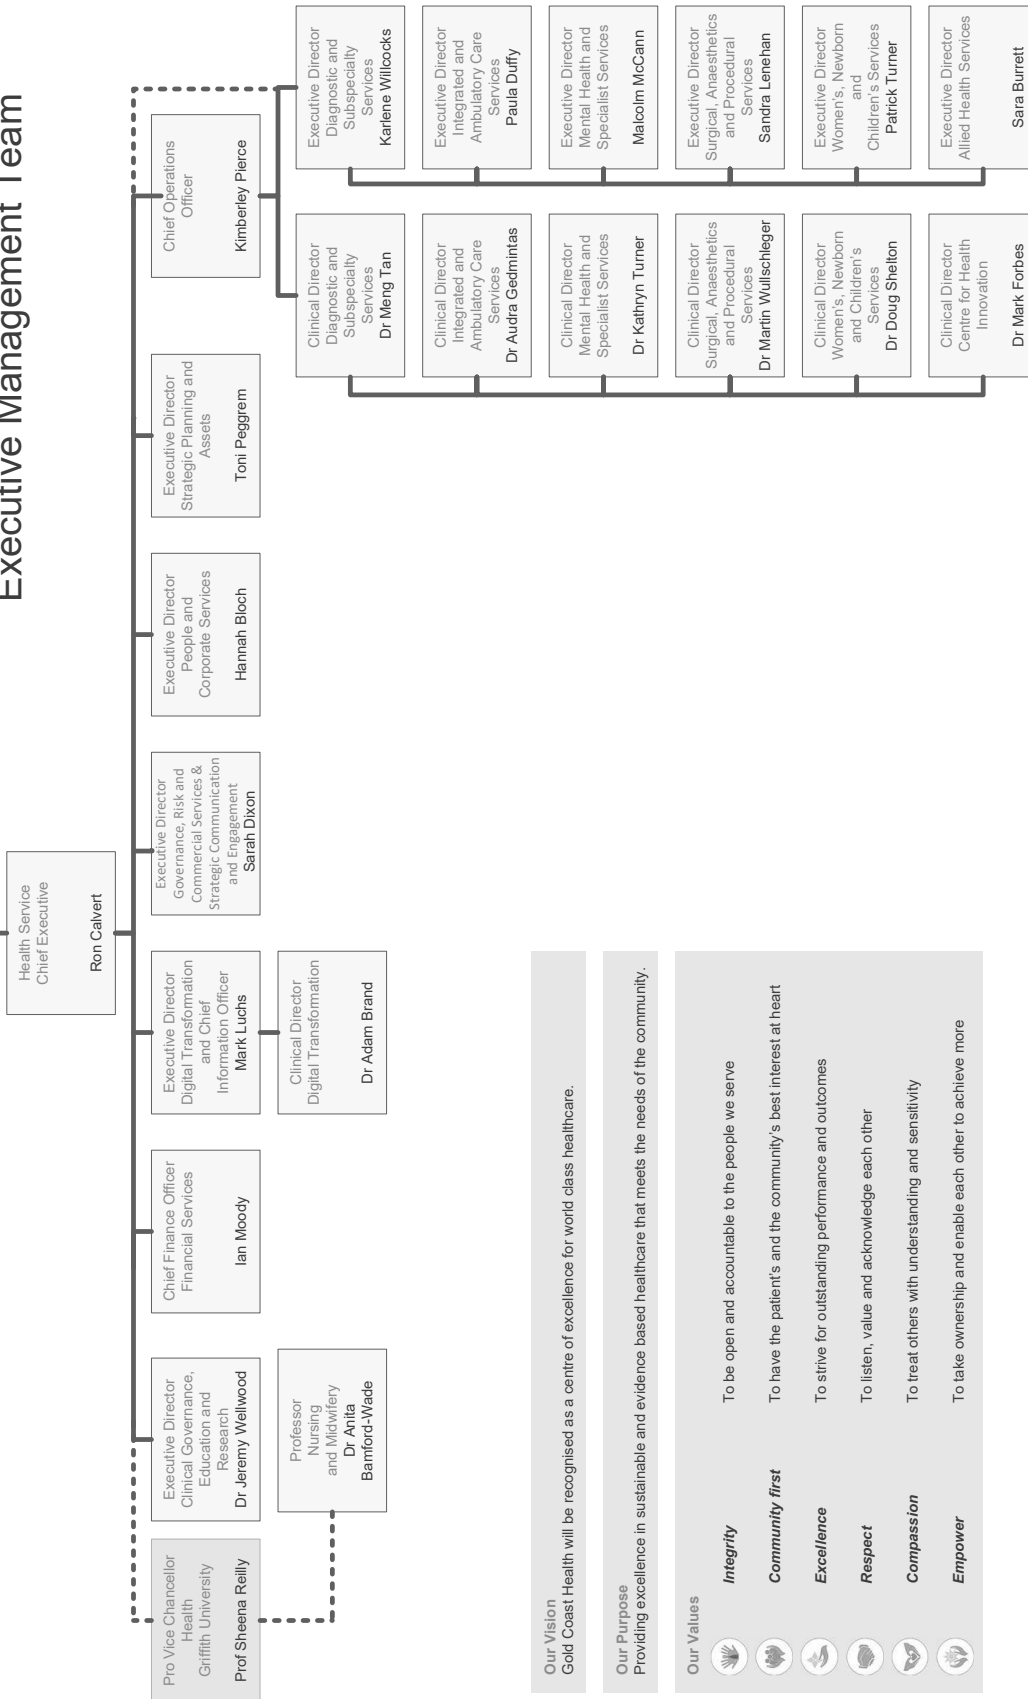 Executive Management Team
Health Service
Chief Executive
Ron Calvert
Pro Vice Chancellor
Health
Griffith University
Prof Sheena Reilly
Executive Director
Clinical Governance,
Education and
Research
Dr Jeremy Wellwood
Professor
Nursing
and Midwifery
Dr Anita
Bamford-Wade
Chief Finance Officer
Financial Services
Ian Moody
Executive Director
Digital Transformation
and Chief
Information Officer
Mark Luchs
Clinical Director
Digital Transformation
Dr Adam Brand
Executive Director
Governance, Risk and
Commercial Services &
Strategic Communication
and Engagement
Sarah Dixon
Executive Director
People and
Corporate Services
Hannah Bloch
Executive Director
Strategic Planning and
Assets
Toni Peggrem
Chief Operations
Officer
Kimberley Pierce
Clinical Director
Diagnostic and
Subspecialty
Services
Dr Meng Tan
Executive Director
Diagnostic and
Subspecialty
Services
Karlene Willcocks
Clinical Director
Integrated and
Ambulatory Care
Services
Dr Audra Gedmintas
Executive Director
Integrated and
Ambulatory Care
Services
Paula Duffy
Clinical Director
Mental Health and
Specialist Services
Dr Kathryn Turner
Executive Director
Mental Health and
Specialist Services
Malcolm McCann
Clinical Director
Surgical, Anaesthetics
and Procedural
Services
Dr Martin Wullschleger
Executive Director
Surgical, Anaesthetics
and Procedural
Services
Sandra Lenehan
Clinical Director
Women's, Newborn
and Children's
Services
Dr Doug Shelton
Executive Director
Women's, Newborn
and
Children's Services
Patrick Turner
Clinical Director
Centre for Health
Innovation
Dr Mark Forbes
Executive Director
Allied Health Services
Sara Burrett
Our Vision
Gold Coast Health will be recognised as a centre of excellence for world class healthcare.
Our Purpose
Providing excellence in sustainable and evidence based healthcare that meets the needs of the community.
Our Values
Integrity To be open and accountable to the people we serve
Community first To have the patient's and the community's best interest at heart
Excellence To strive for outstanding performance and outcomes
Respect To listen, value and acknowledge each other
Compassion To treat others with understanding and sensitivity
Empower To take ownership and enable each other to achieve more